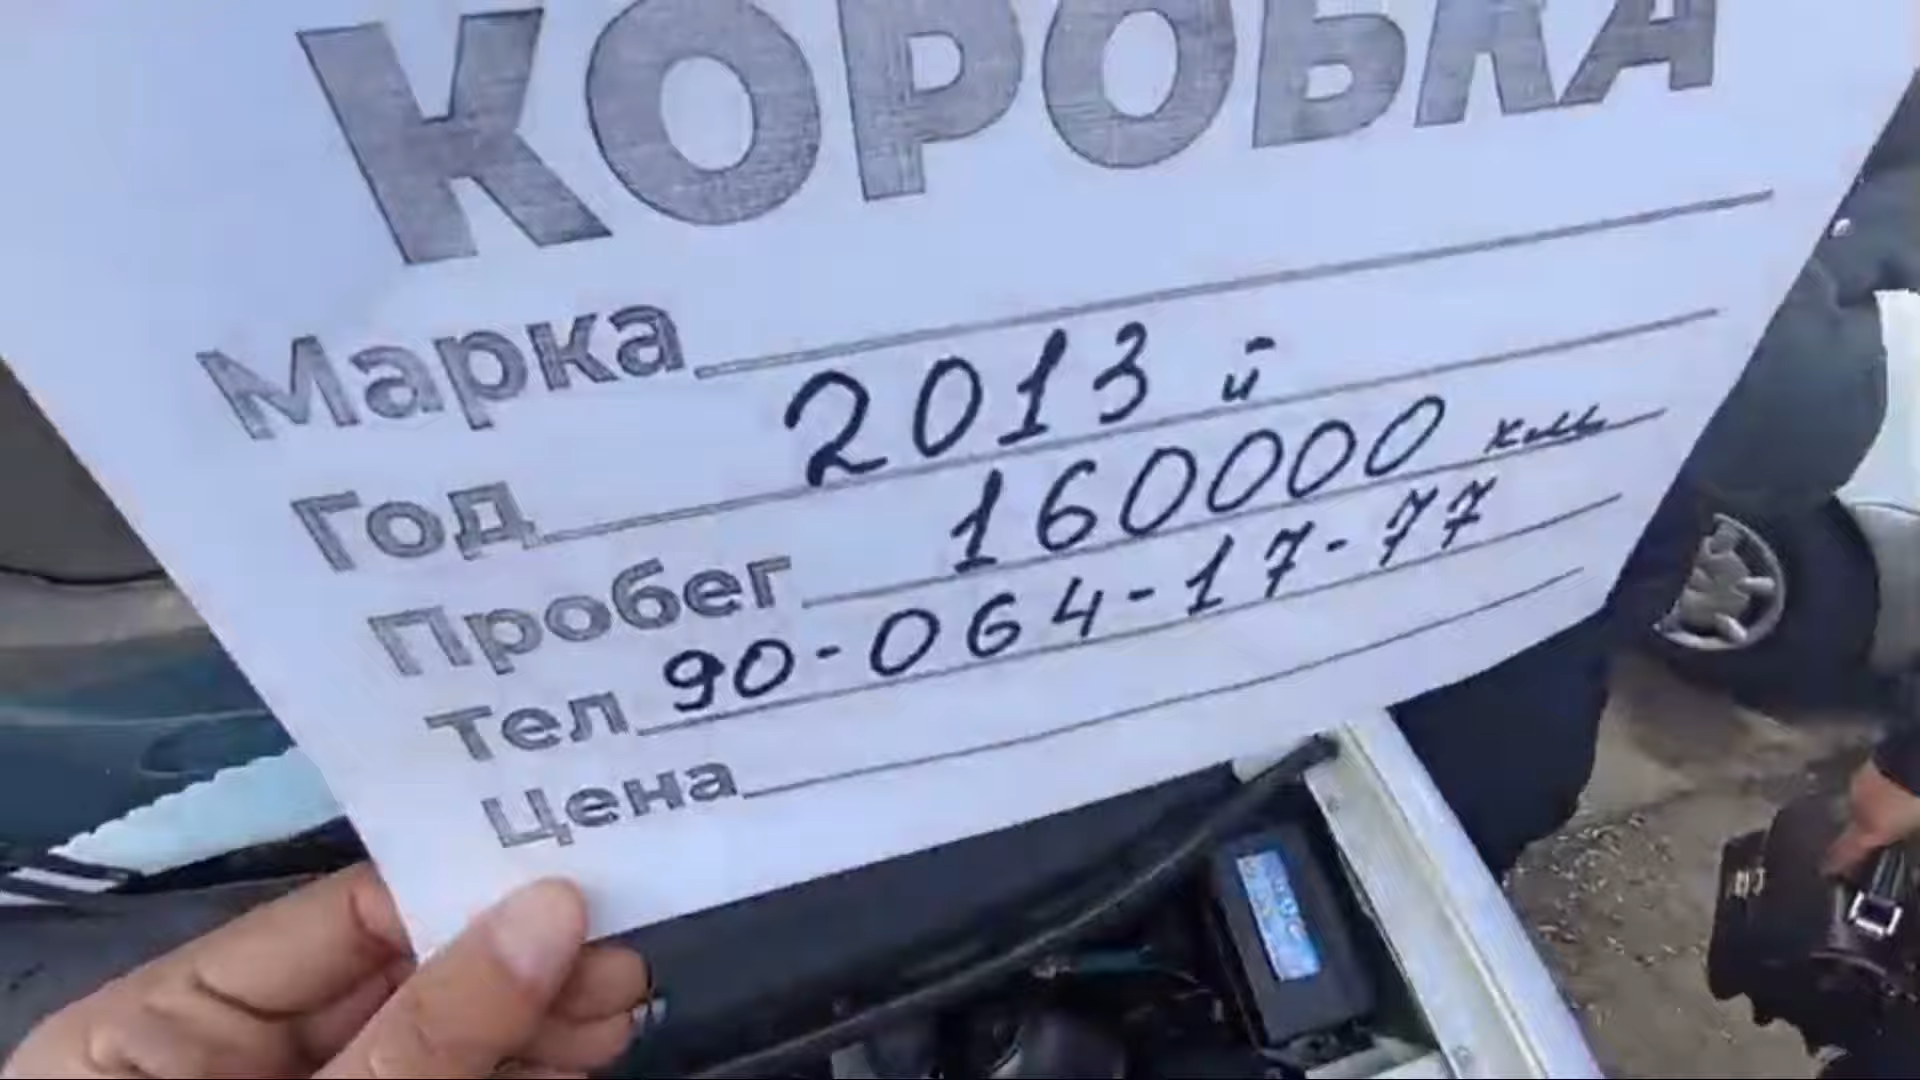 КОРОБКА
Марка
Год 2013 й
Пробег 160000 км
тел 90-064-17-77
Цена